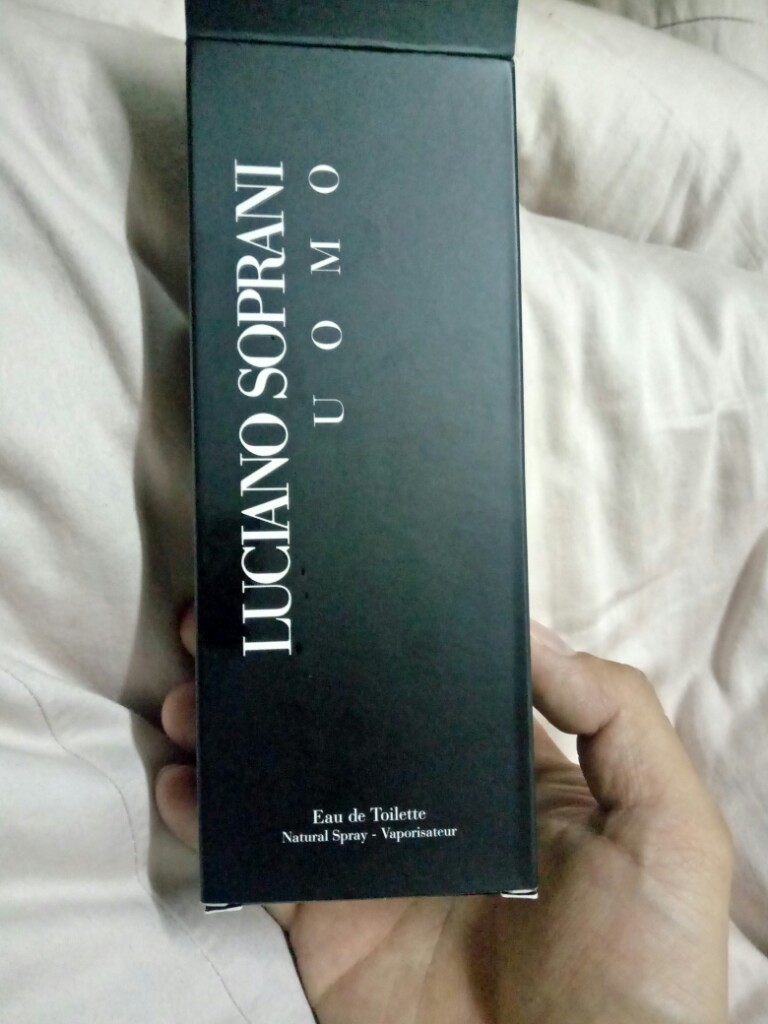 LUCIANO SOPRANI
UOMO
Eau de Toilette
Natural Spray - Vaporisateur